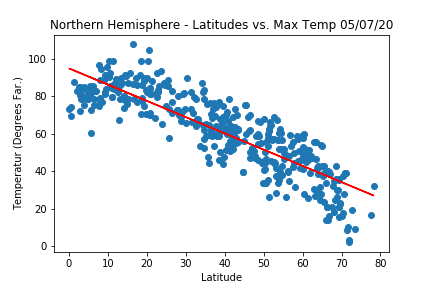 Northern Hemisphere - Latitudes vs. Max Temp 05/07/20
Temperatur (Degrees Far.)
100
80
60
40
20
0
0 10 20 30 40 50 60 70 80
Latitude